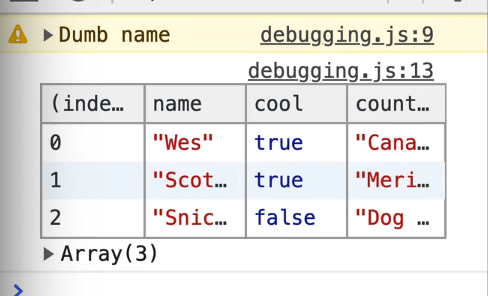 Dumb name debugging.js:9
debugging.js:13
(inde… name cool count…
0 "Wes" true "Cana…
1 "Scot… true "Meri…
2 "Snic… false "Dog …
Array(3)